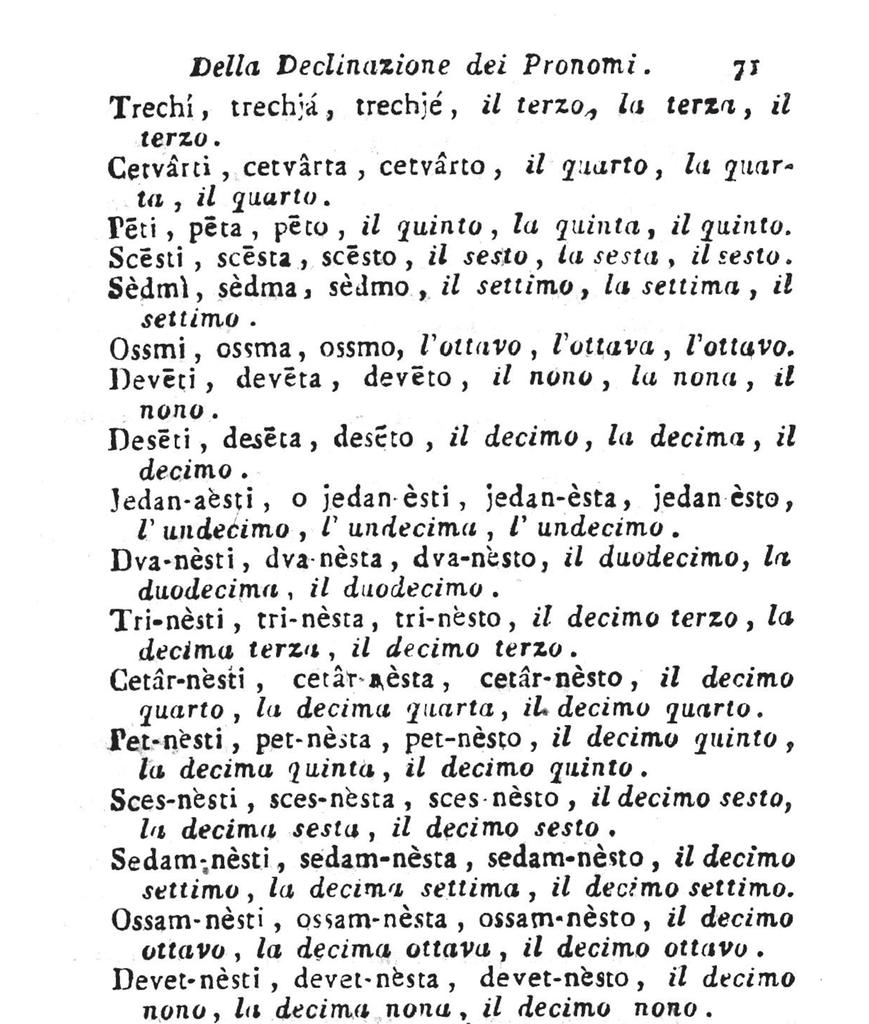 Della Declinazione dei Pronomi. 71
Trechí, trechjá, trechjé, il terzo, la terza, il
terzo.
Cetvârti, cetvârta, cetvârto, il quarto, la quar-
ta, il quarto.
Pēti, pēta, pēto, il quinto, la quinta, il quinto.
Scēsti, scēsta, scēsto, il sesto, la sesta, il sesto.
Sèdmì, sèdma, sèdmo, il settimo, la settima, il
settimo.
Ossmi, ossma, ossmo, l'ottavo, l'ottava, l'ottavo.
Devēti, devēta, devēto, il nono, la nona, il
nono.
Desēti, desēta, desēto, il decimo, la decima, il
decimo.
Jedan-aèsti, o jedan-èsti, jedan-èsta, jedan èsto,
l' undecimo, l' undecima, l' undecimo.
Dva-nèsti, dva-nèsta, dva-nèsto, il duodecimo, la
duodecima, il duodecimo.
Tri-nèsti, tri-nèsta, tri-nèsto, il decimo terzo, la
decima terza, il decimo terzo.
Cetâr-nèsti, cetâr-nèsta, cetâr-nèsto, il decimo
quarto, la decima quarta, il decimo quarto.
Pet-nèsti, pet-nèsta, pet-nèsto, il decimo quinto,
la decima quinta, il decimo quinto.
Sces-nèsti, sces-nèsta, sces-nèsto, il decimo sesto,
la decima sesta, il decimo sesto.
Sedam-nèsti, sedam-nèsta, sedam-nèsto, il decimo
settimo, la decima settima, il decimo settimo.
Ossam-nèsti, ossam-nèsta, ossam-nèsto, il decimo
ottavo, la decima ottava, il decimo ottavo.
Devet-nèsti, devet-nèsta, devet-nèsto, il decimo
nono, la decima nona, il decimo nono.